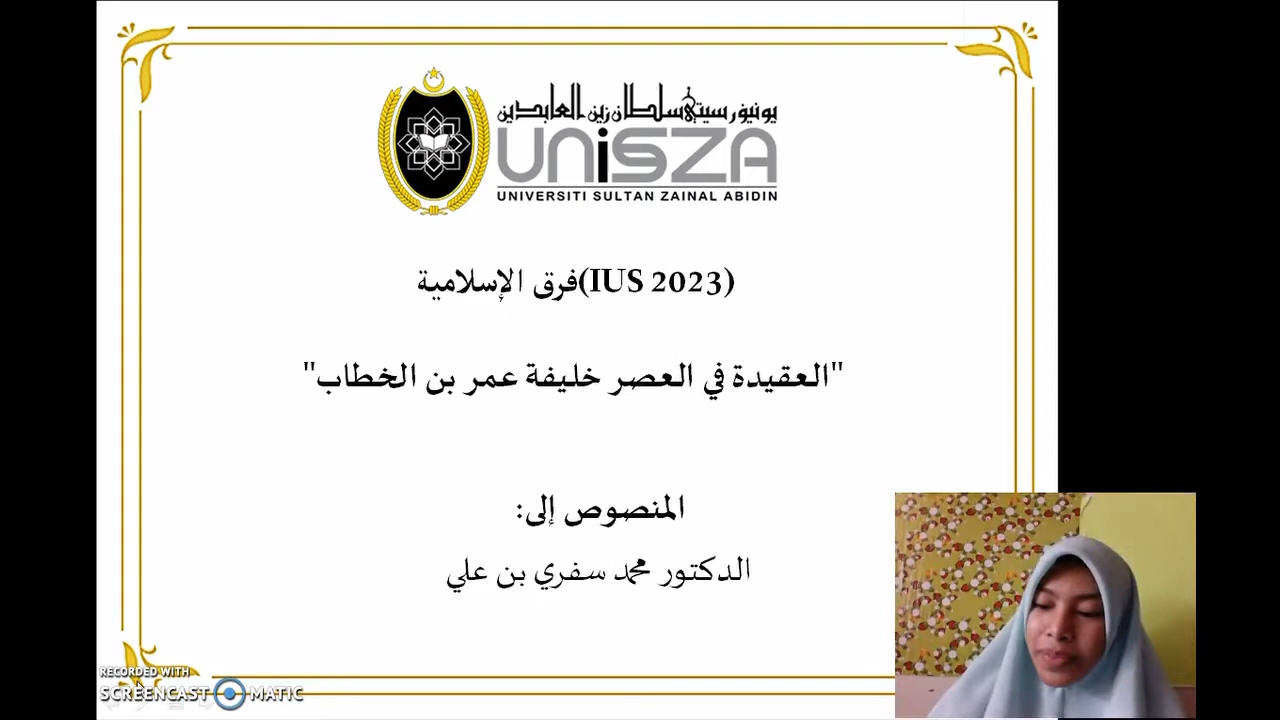 يونيورسيتي سلطان زين العابدين
UNiSZA
UNIVERSITI SULTAN ZAINAL ABIDIN
فرق الإسلامية(IUS 2023)
"العقيدة في العصر خليفة عمر بن الخطاب"
المنصوص إلى:
الدكتور محمد سفري بن علي
RECORDED WITH
SCREENCAST MATIC